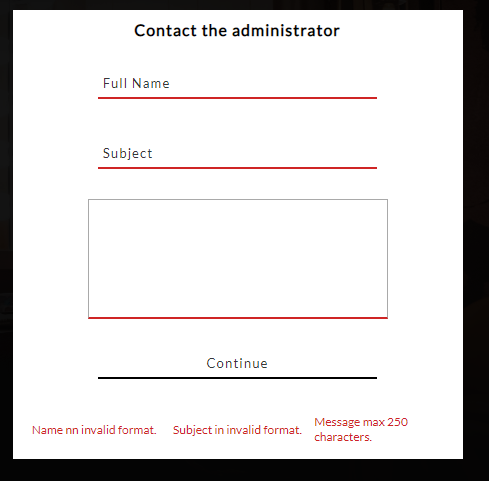 Contact the administrator
Full Name
Subject
Continue
Name nn invalid format.
Subject in invalid format.
Message max 250
characters.